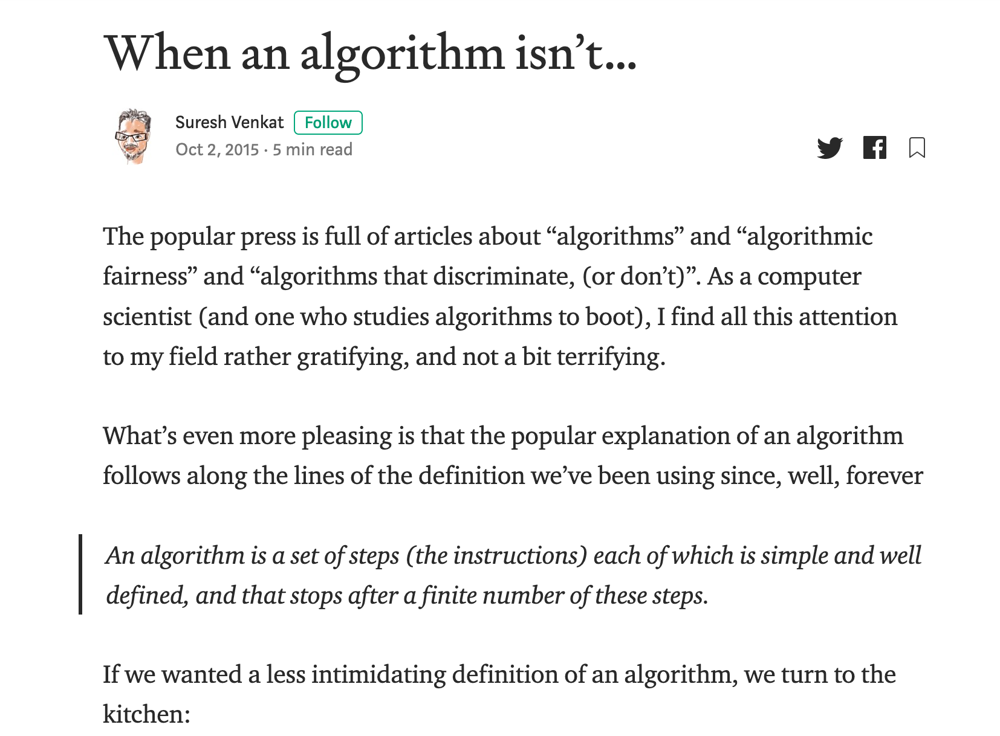 When an algorithm isn’t…
Suresh Venkat Follow
Oct 2, 2015 · 5 min read
The popular press is full of articles about “algorithms” and “algorithmic
fairness” and “algorithms that discriminate, (or don’t)”. As a computer
scientist (and one who studies algorithms to boot), I find all this attention
to my field rather gratifying, and not a bit terrifying.
What’s even more pleasing is that the popular explanation of an algorithm
follows along the lines of the definition we’ve been using since, well, forever
An algorithm is a set of steps (the instructions) each of which is simple and well
defined, and that stops after a finite number of these steps.
If we wanted a less intimidating definition of an algorithm, we turn to the
kitchen: